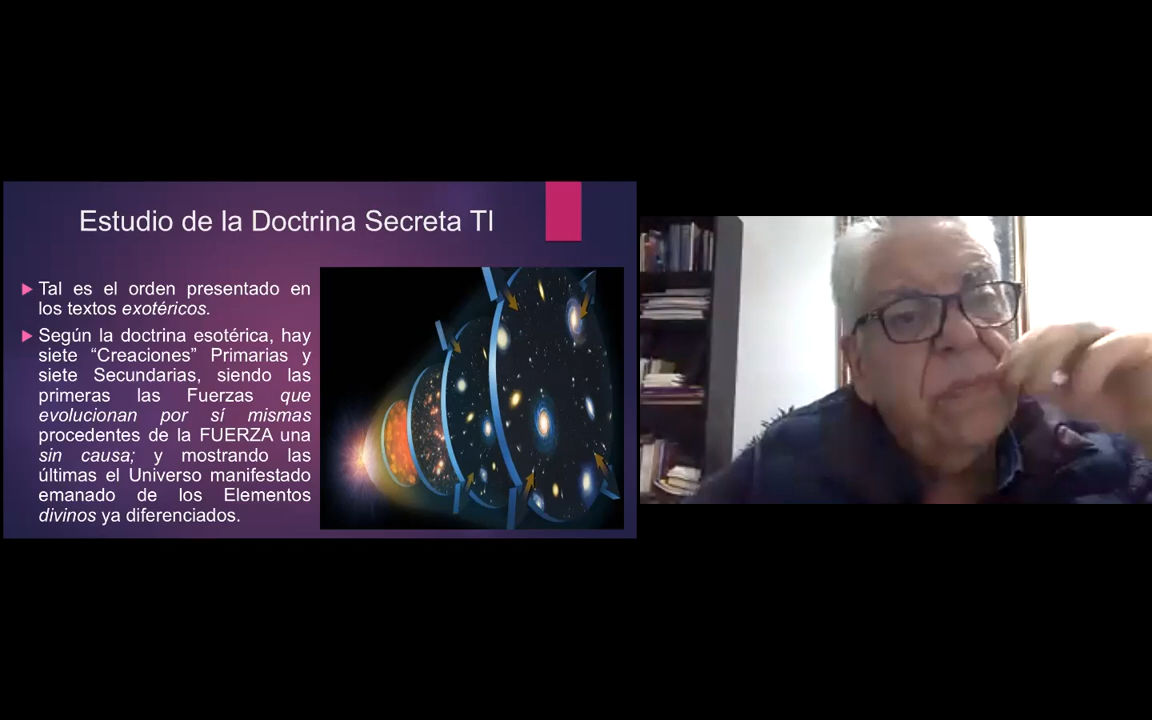 Estudio de la Doctrina Secreta TI
Tal es el orden presentado en
los textos exotéricos.
Según la doctrina esotérica, hay
siete “Creaciones” Primarias y
siete Secundarias, siendo las
primeras las Fuerzas que
evolucionan por sí mismas
procedentes de la FUERZA una
sin causa; y mostrando las
últimas el Universo manifestado
emanado de los Elementos
divinos ya diferenciados.